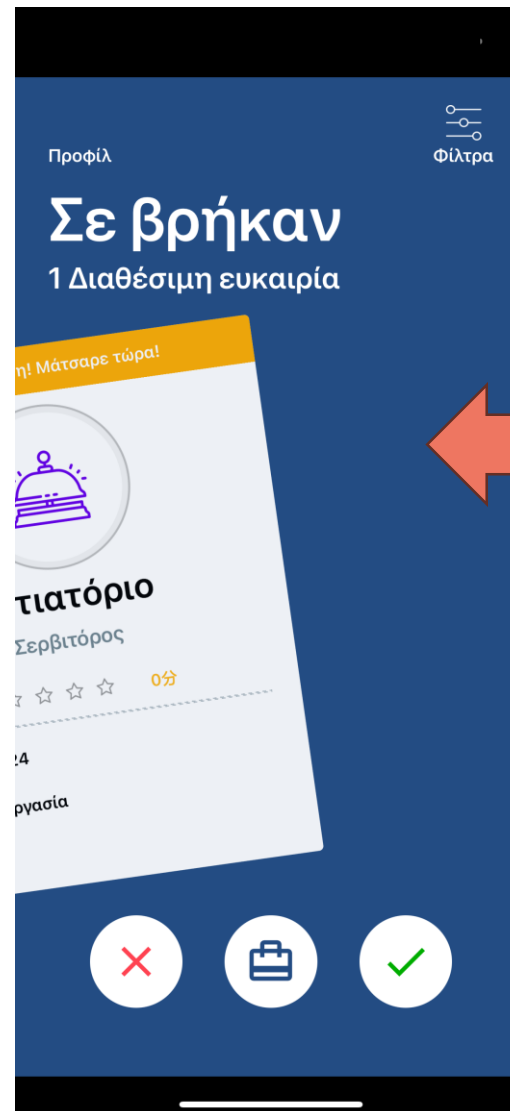 Προφίλ
Φίλτρα
Σε βρήκαν
1 Διαθέσιμη ευκαιρία
η! Μάτσαρε τώρα!
τιατόριο
Σερβιτόρος
0分
24
ργασία